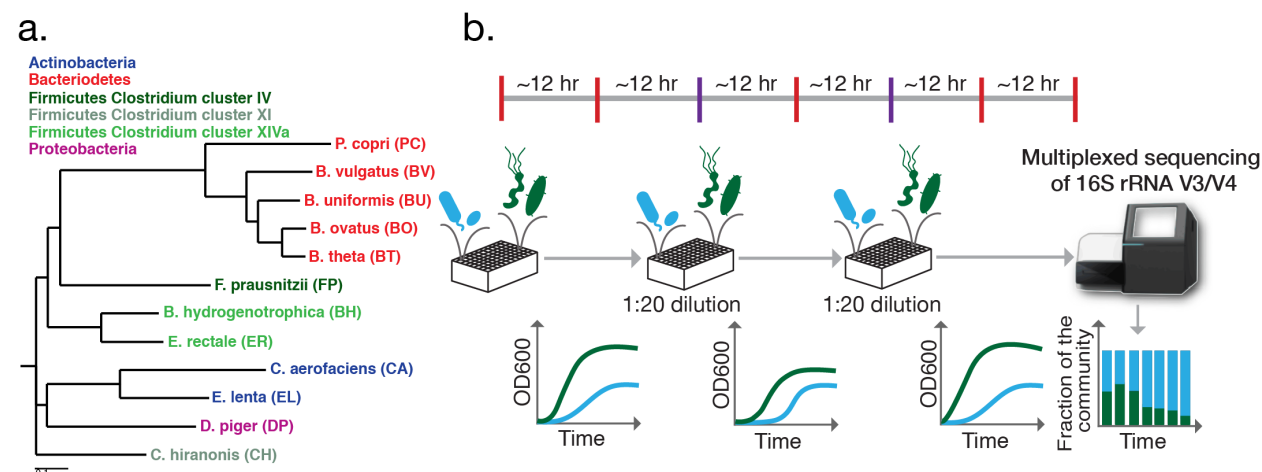 a.
Actinobacteria
Bacteriodetes
Firmicutes Clostridium cluster IV
Firmicutes Clostridium cluster XI
Firmicutes Clostridium cluster XIVa
Proteobacteria
P. copri (PC)
B. vulgatus (BV)
B. uniformis (BU)
B. ovatus (BO)
B. theta (BT)
F. prausnitzii (FP)
B. hydrogenotrophica (BH)
E. rectale (ER)
C. aerofaciens (CA)
E. lenta (EL)
D. piger (DP)
C. hiranonis (CH)
b.
~12 hr ~12 hr ~12 hr ~12 hr ~12 hr ~12 hr
Multiplexed sequencing
of 16S rRNA V3/V4
1:20 dilution 1:20 dilution
OD600
Time
OD600
Time
OD600
Time
Fraction of the
community
Time